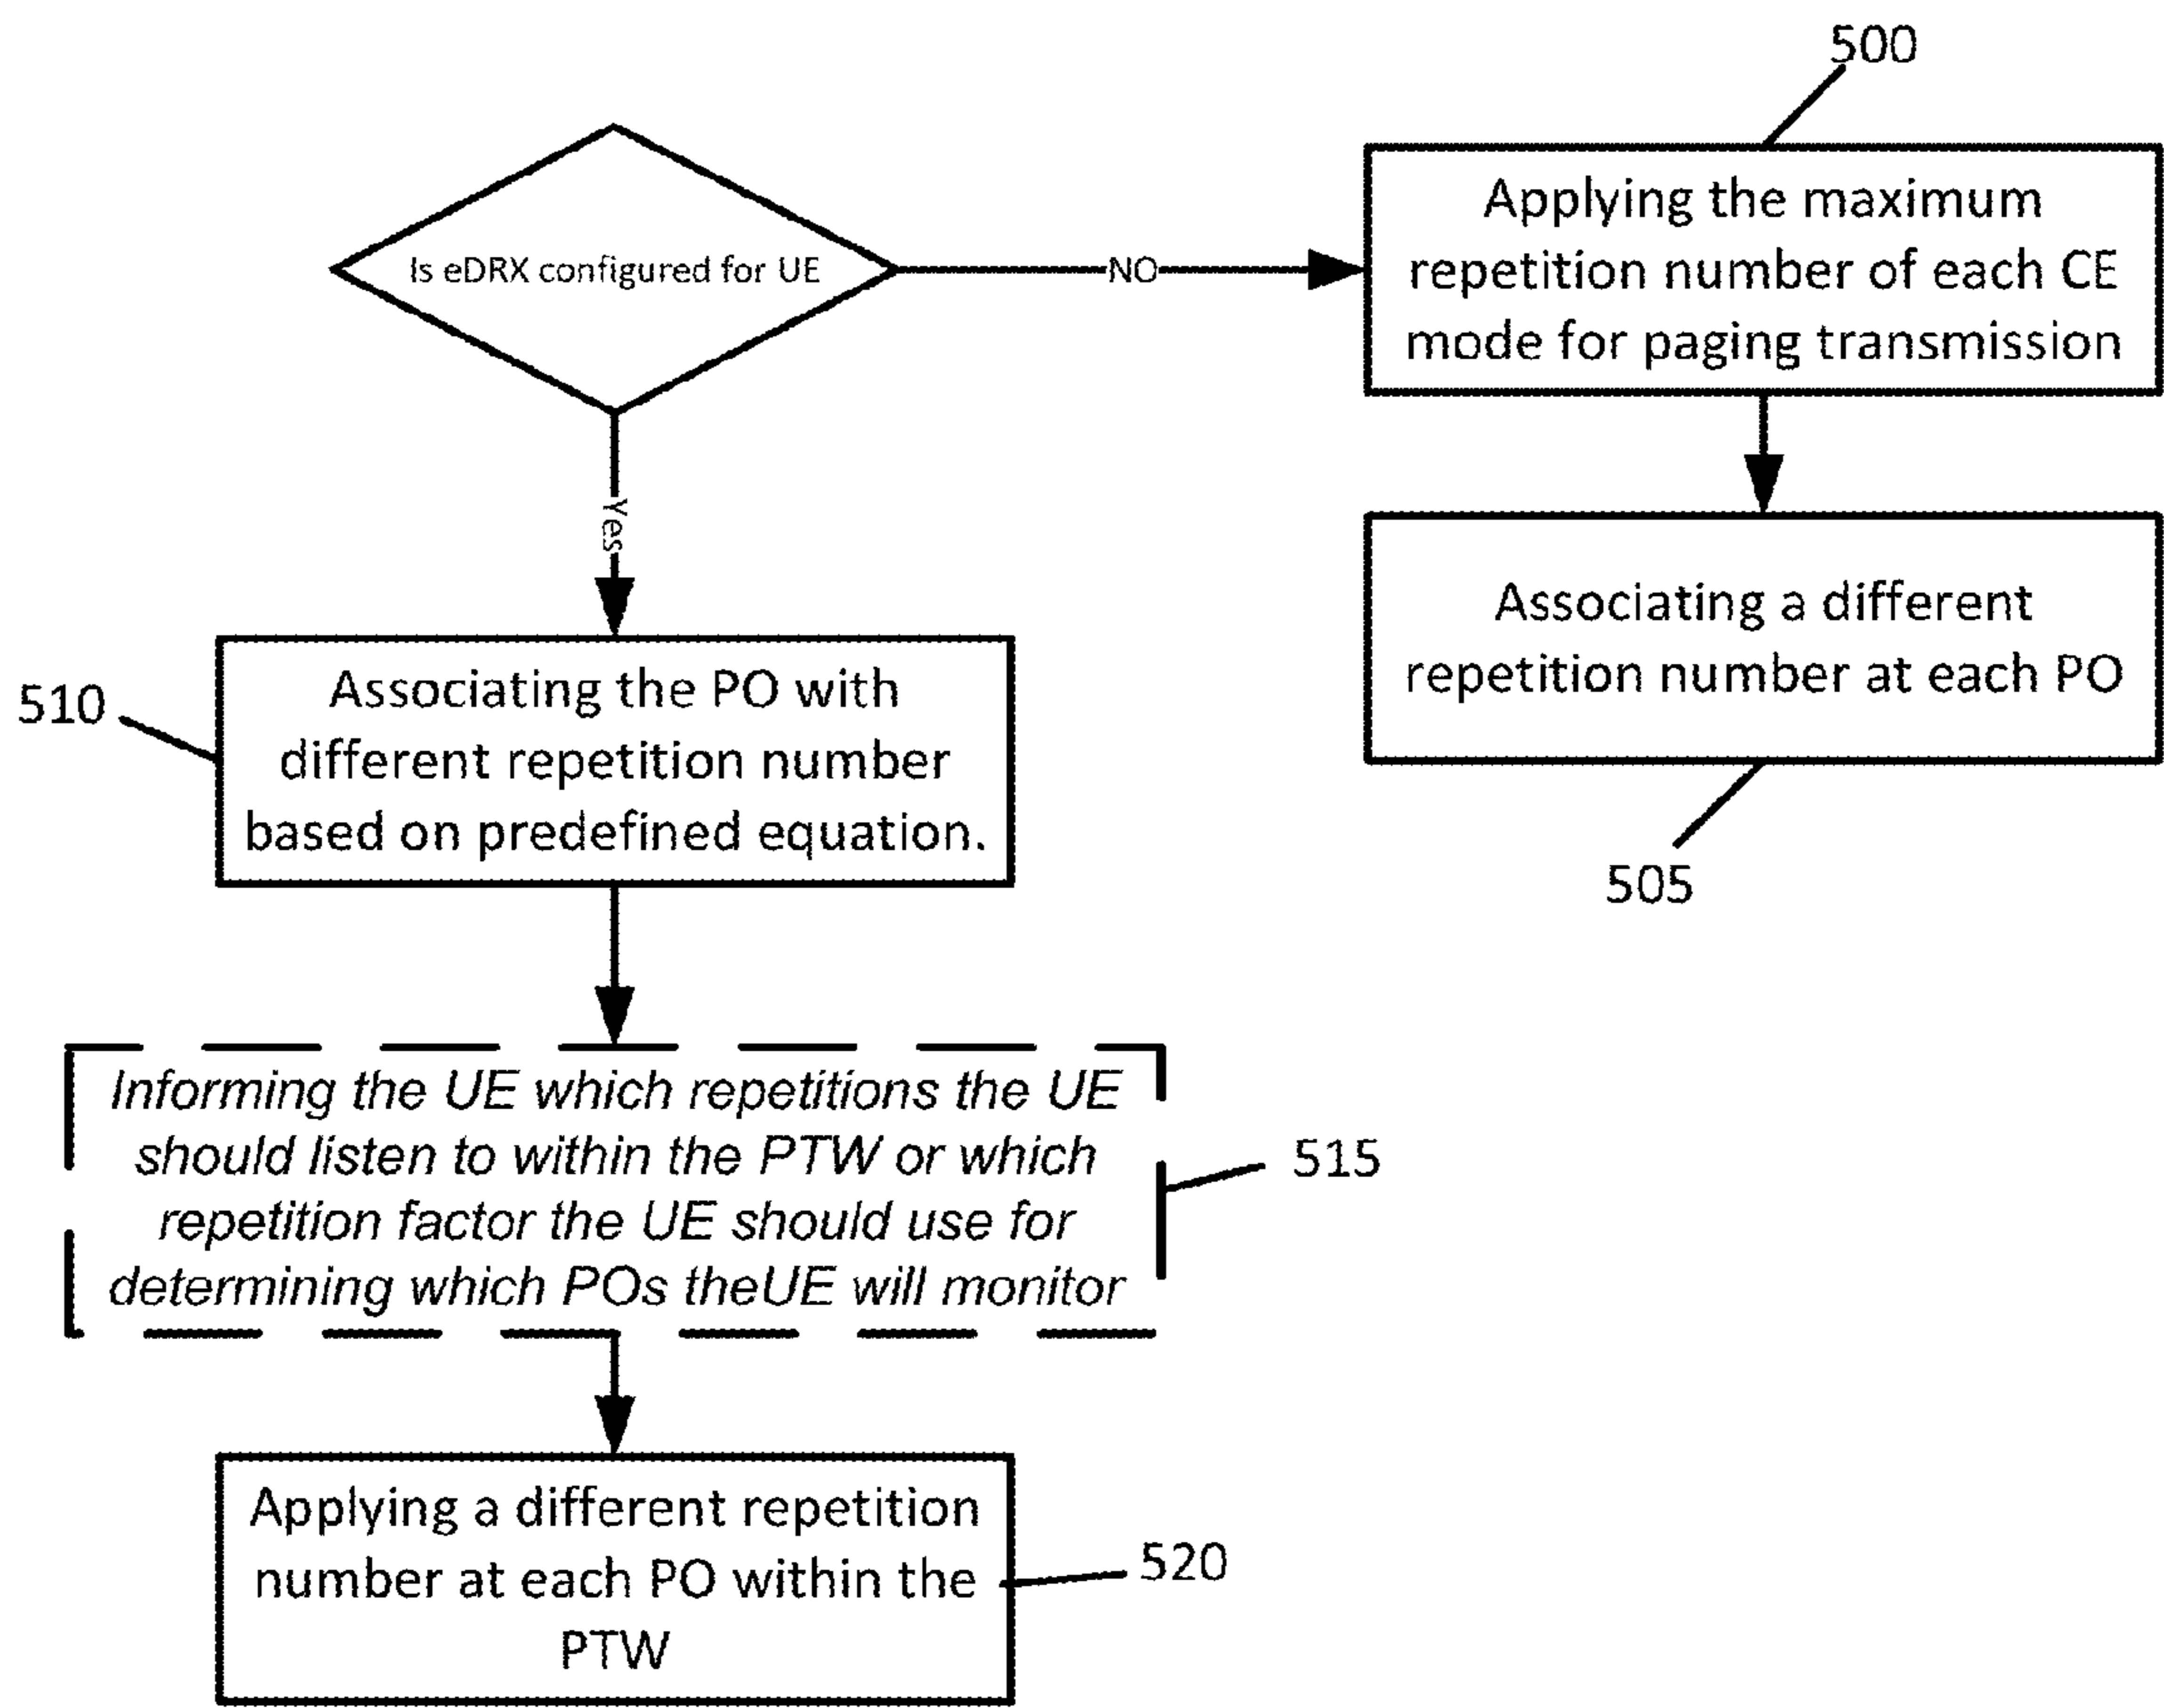 500
Is eDRX configured for UE
NO
Applying the maximum
repetition number of each CE
mode for paging transmission
Yes
Associating a different
repetition number at each PO
505
510
Associating the PO with
different repetition number
based on predefined equation.
Informing the UE which repetitions the UE
should listen to within the PTW or which
repetition factor the UE should use for
determining which POs theUE will monitor
515
Applying a different repetition
number at each PO within the
PTW
520